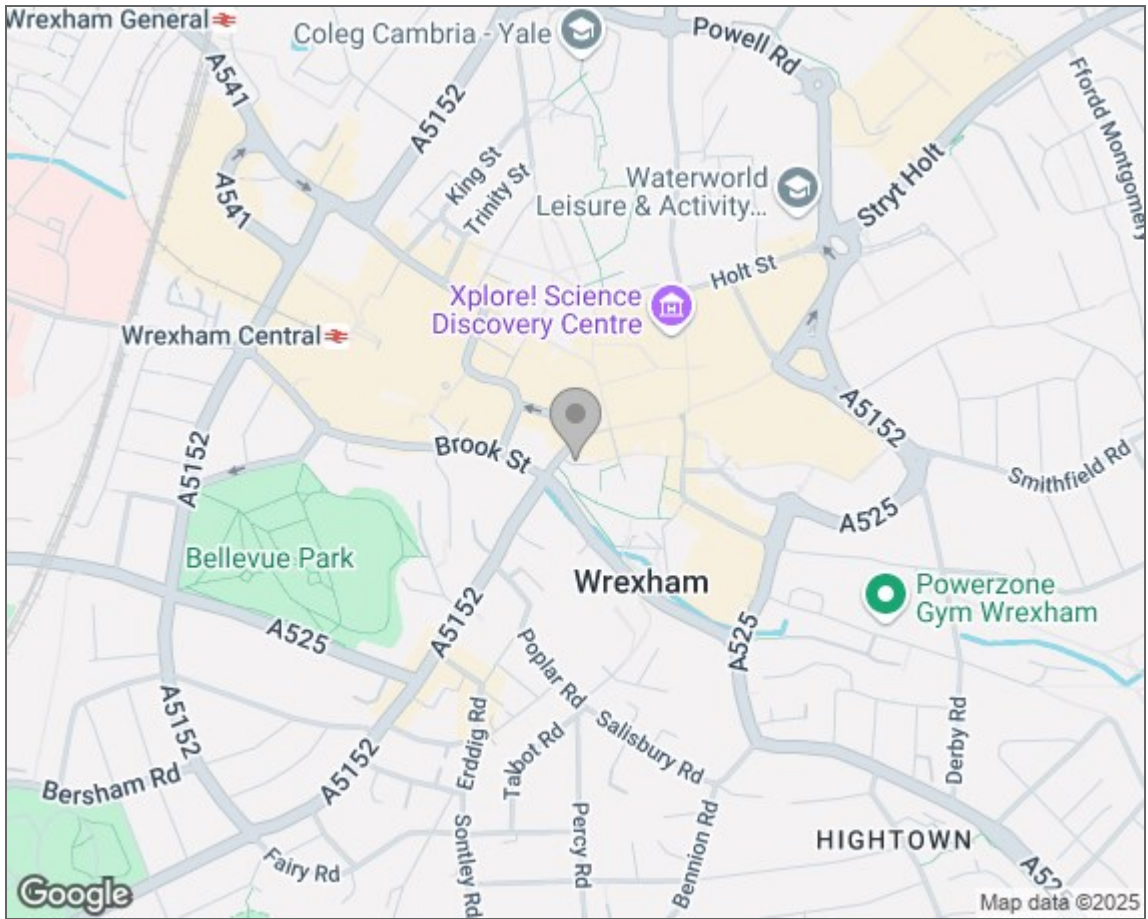 Wrexham General
Coleg Cambria - Yale
Powell Rd
A541
A5152
Ffordd Montgomery
King St
Trinity St
Waterworld
Leisure & Activity...
Stryt Holt
A541
Holt St
Xplore! Science
Discovery Centre
Wrexham Central
A5152
Brook St
A5152
Smithfield Rd
A525
Bellevue Park
Wrexham
Powerzone
Gym Wrexham
A5152
A525
A525
Poplar Rd
Salisbury Rd
Erddig Rd
Talbot Rd
Derby Rd
A5152
A5152
Bersham Rd
Percy Rd
Sontley Rd
Bennion Rd
HIGHTOWN
Fairy Rd
Google
Map data ©2025